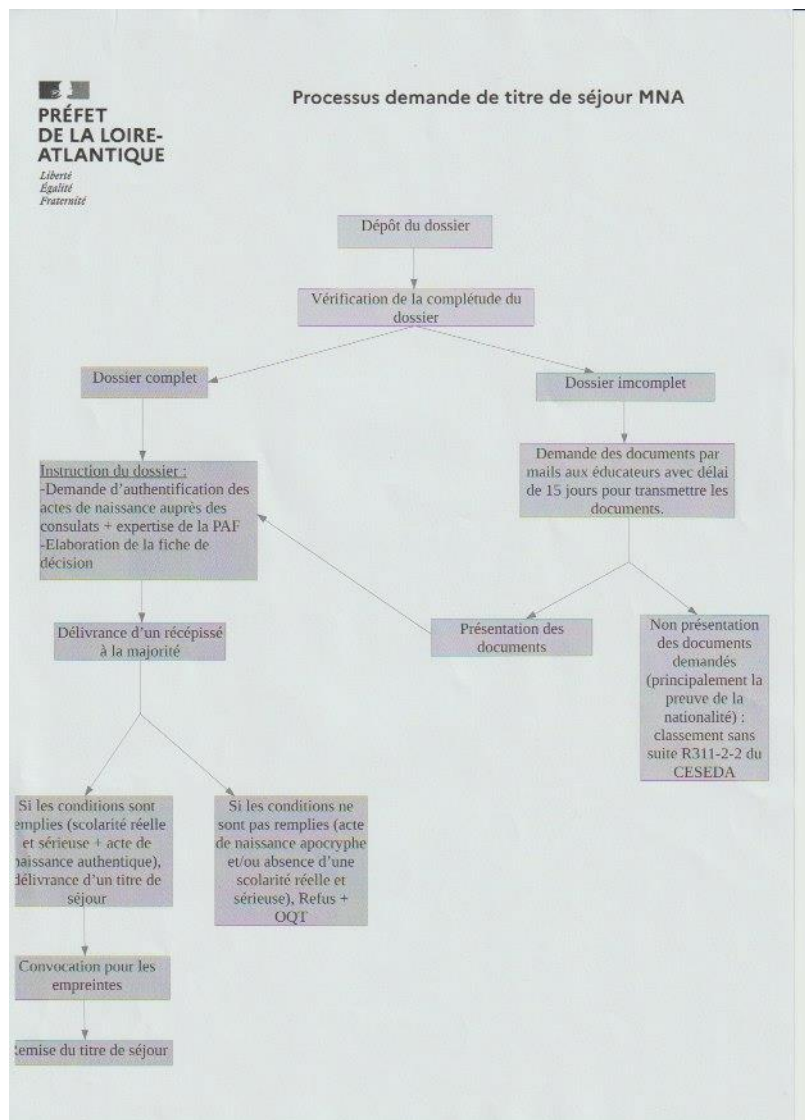 PRÉFET
DE LA LOIRE-
ATLANTIQUE
Liberté
Égalité
Fraternité
Processus demande de titre de séjour MNA
Dépôt du dossier
Vérification de la complétude du
dossier
Dossier complet
Dossier imcomplet
Instruction du dossier :
-Demande d'authentification des
actes de naissance auprès des
consulats + expertise de la PAF
-Elaboration de la fiche de
décision
Demande des documents par
mails aux éducateurs avec délai
de 15 jours pour transmettre les
documents.
Délivrance d'un récépissé
à la majorité
Présentation des
documents
Non présentation
des documents
demandés
(principalement la
preuve de la
nationalité) :
classement sans
suite R311-2-2 du
CESEDA
Si les conditions sont
emplies (scolarité réelle
et sérieuse + acte de
naissance authentique),
délivrance d'un titre de
séjour
Si les conditions ne
sont pas remplies (acte
de naissance apocryphe
et/ou absence d'une
scolarité réelle et
sérieuse), Refus +
OQT
Convocation pour les
empreintes
emise du titre de séjour